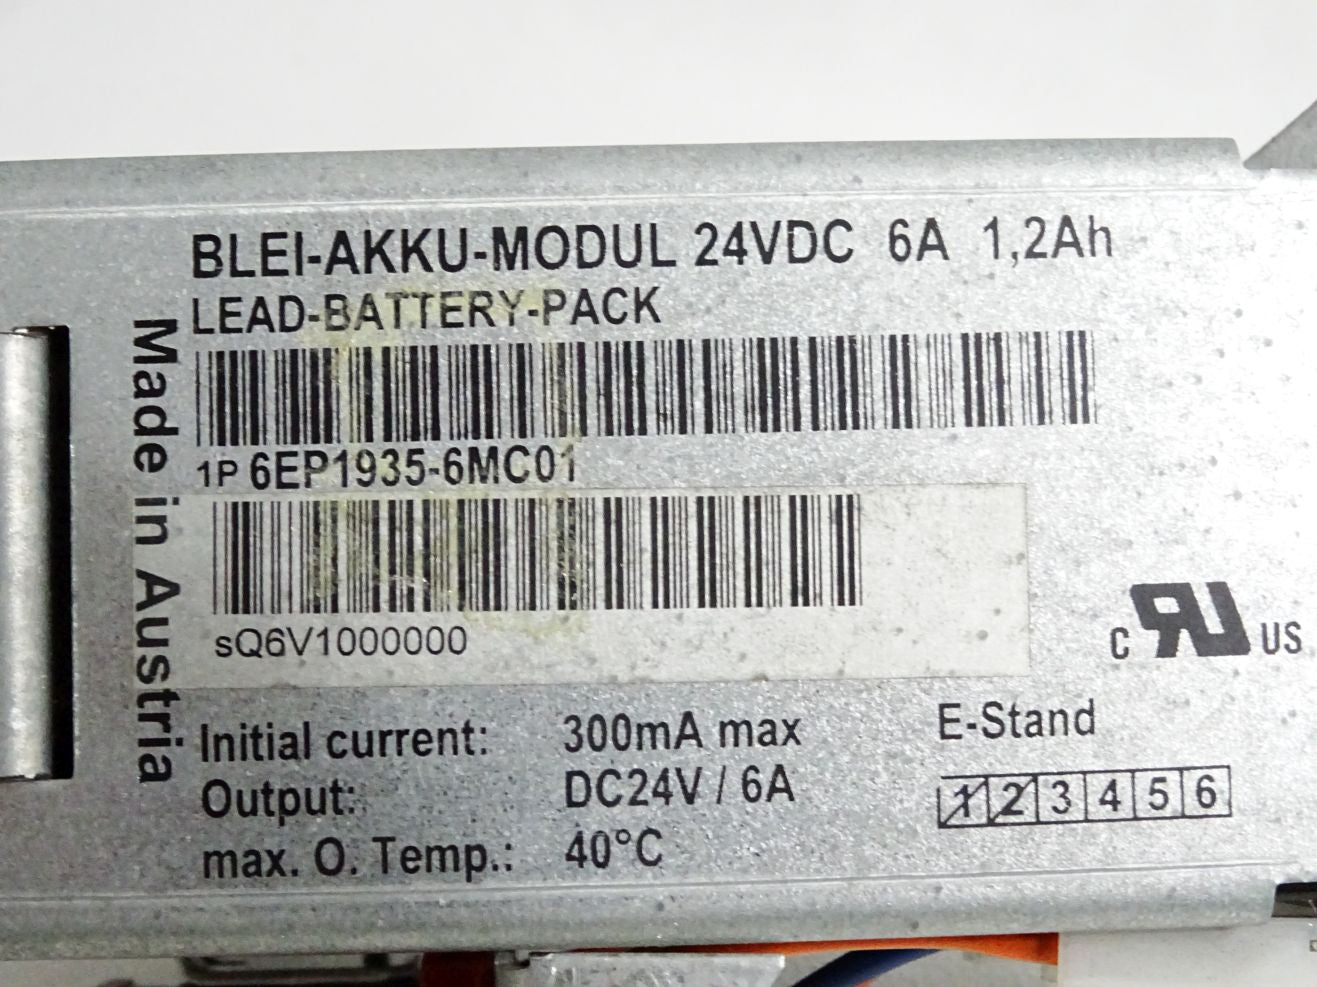 BLEI-AKKU-MODUL 24VDC 6A 1,2Ah
LEAD-BATTERY-PACK
1P 6EP1935-6MC01
sQ6V1000000
Made in Austria
Initial current: 300mA max
Output: DC24V / 6A
max. O. Temp.: 40°C
C RU US
E-Stand
1 2 3 4 5 6